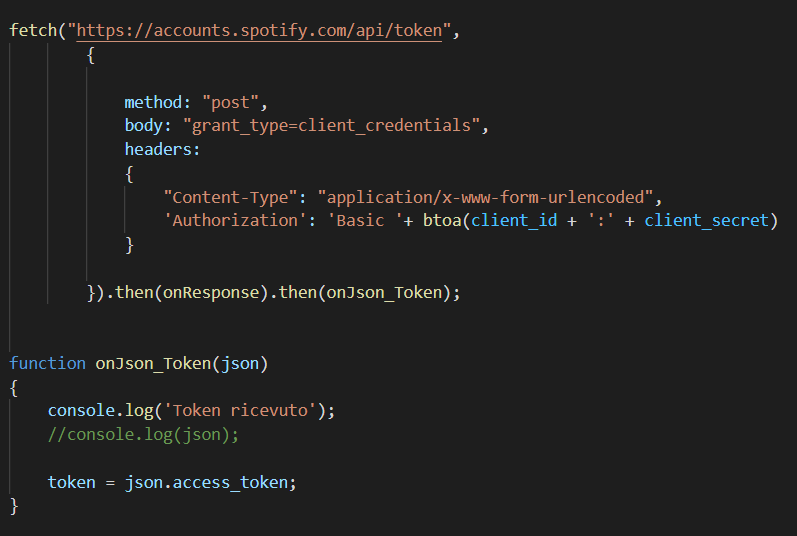 fetch("https://accounts.spotify.com/api/token",
{
method: "post",
body: "grant_type=client_credentials",
headers:
{
"Content-Type": "application/x-www-form-urlencoded",
'Authorization': 'Basic '+ btoa(client_id + ':' + client_secret)
}
}).then(onResponse).then(onJson_Token);
function onJson_Token(json)
{
console.log('Token ricevuto');
//console.log(json);
token = json.access_token;
}